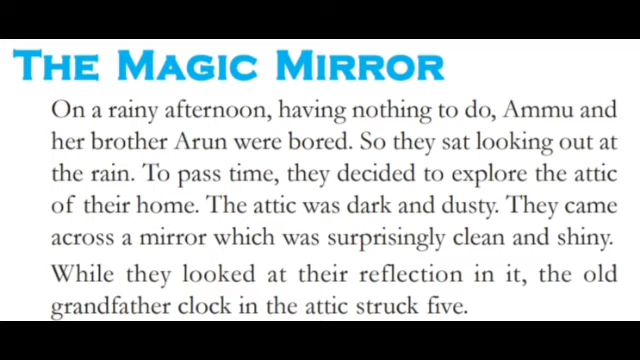 THE MAGIC MIRROR
On a rainy afternoon, having nothing to do, Ammu and
her brother Arun were bored. So they sat looking out at
the rain. To pass time, they decided to explore the attic
of their home. The attic was dark and dusty. They came
across a mirror which was surprisingly clean and shiny.
While they looked at their reflection in it, the old
grandfather clock in the attic struck five.